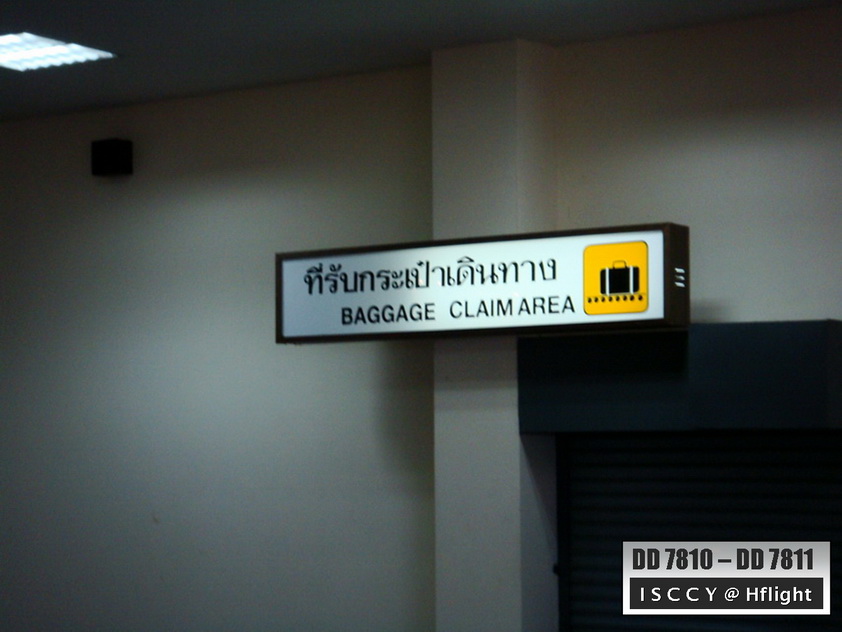 ที่รับกระเป๋าเดินทาง
BAGGAGE CLAIM AREA
DD 7810 – DD 7811
ISCCY@Hflight